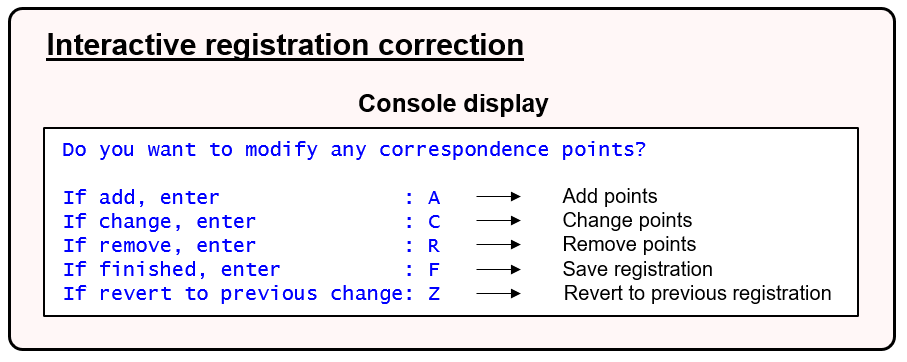 Interactive registration correction
Console display
Do you want to modify any correspondence points?
If add, enter : A Add points
If change, enter : C Change points
If remove, enter : R Remove points
If finished, enter : F Save registration
If revert to previous change: Z Revert to previous registration